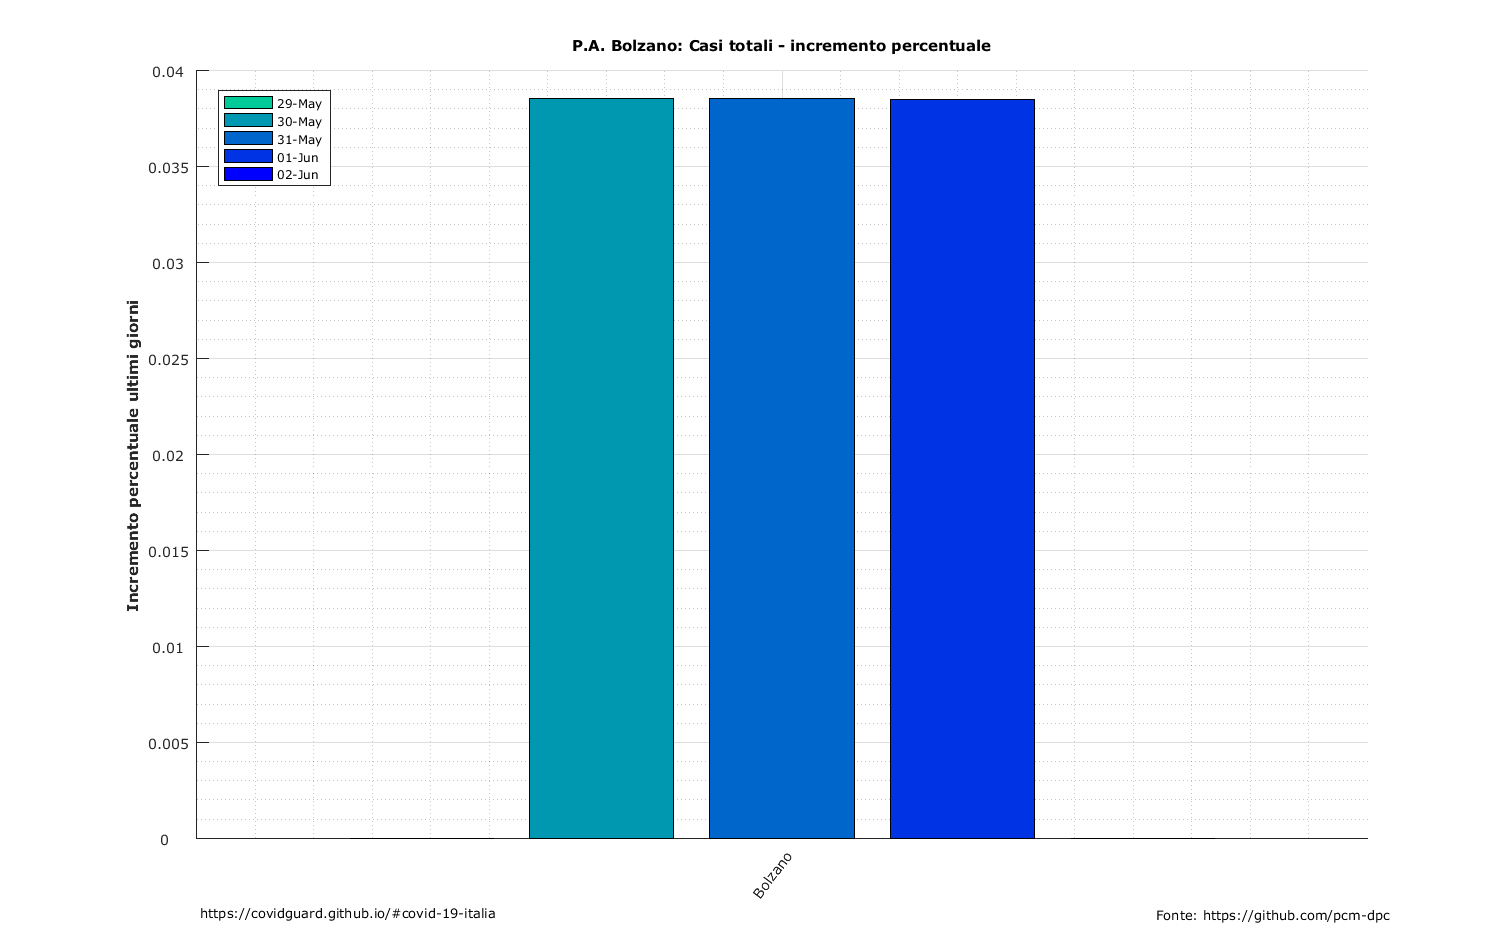 P.A. Bolzano: Casi totali - incremento percentuale
0.04
0.035
0.03
0.025
0.02
0.015
0.01
0.005
0
Incremento percentuale ultimi giorni
29-May
30-May
31-May
01-Jun
02-Jun
Bolzano
https://covidguard.github.io/#covid-19-italia
Fonte: https://github.com/pcm-dpc